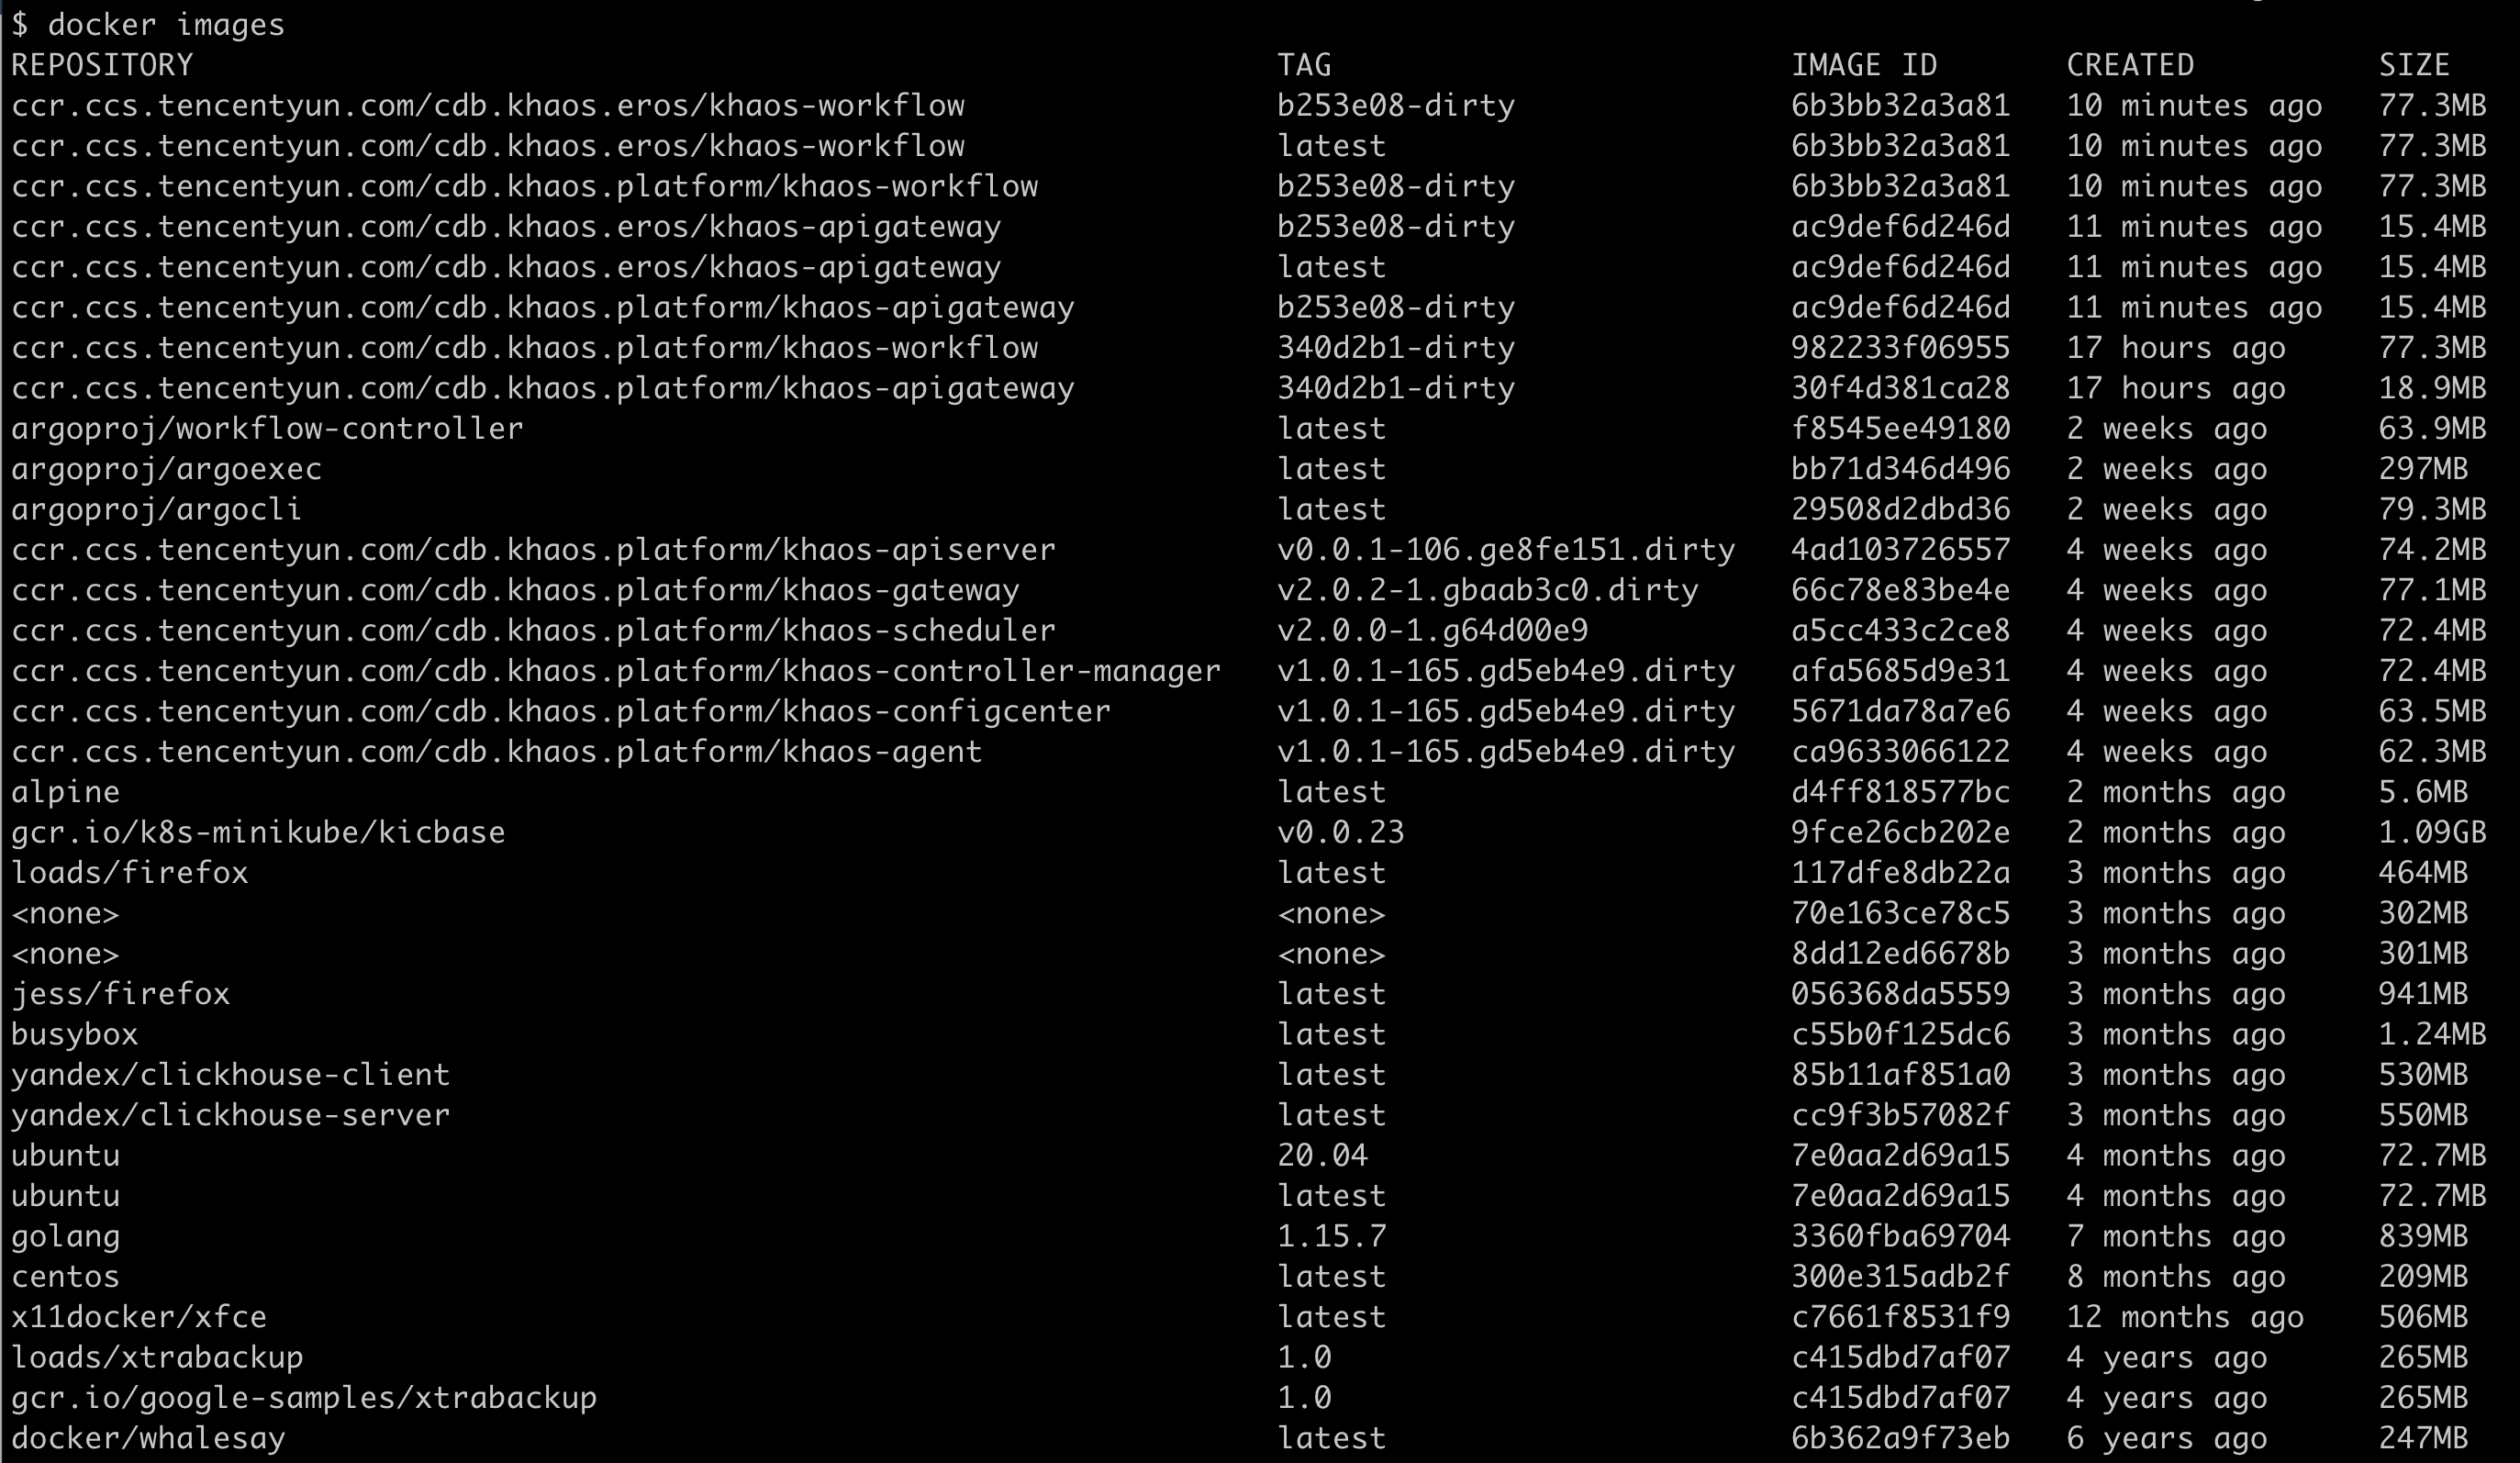 $ docker images
REPOSITORY TAG IMAGE ID CREATED SIZE
ccr.ccs.tencentyun.com/cdb.khaos.eros/khaos-workflow b253e08-dirty 6b3bb32a3a81 10 minutes ago 77.3MB
ccr.ccs.tencentyun.com/cdb.khaos.eros/khaos-workflow latest 6b3bb32a3a81 10 minutes ago 77.3MB
ccr.ccs.tencentyun.com/cdb.khaos.platform/khaos-workflow b253e08-dirty 6b3bb32a3a81 10 minutes ago 77.3MB
ccr.ccs.tencentyun.com/cdb.khaos.eros/khaos-apigateway b253e08-dirty ac9def6d246d 11 minutes ago 15.4MB
ccr.ccs.tencentyun.com/cdb.khaos.eros/khaos-apigateway latest ac9def6d246d 11 minutes ago 15.4MB
ccr.ccs.tencentyun.com/cdb.khaos.platform/khaos-apigateway b253e08-dirty ac9def6d246d 11 minutes ago 15.4MB
ccr.ccs.tencentyun.com/cdb.khaos.platform/khaos-workflow 340d2b1-dirty 982233f06955 17 hours ago 77.3MB
ccr.ccs.tencentyun.com/cdb.khaos.platform/khaos-apigateway 340d2b1-dirty 30f4d381ca28 17 hours ago 18.9MB
argoproj/workflow-controller latest f8545ee49180 2 weeks ago 63.9MB
argoproj/argoexec latest bb71d346d496 2 weeks ago 297MB
argoproj/argocli latest 29508d2dbd36 2 weeks ago 79.3MB
ccr.ccs.tencentyun.com/cdb.khaos.platform/khaos-apiserver v0.0.1-106.ge8fe151.dirty 4ad103726557 4 weeks ago 74.2MB
ccr.ccs.tencentyun.com/cdb.khaos.platform/khaos-gateway v2.0.2-1.gbaab3c0.dirty 66c78e83be4e 4 weeks ago 77.1MB
ccr.ccs.tencentyun.com/cdb.khaos.platform/khaos-scheduler v2.0.0-1.g64d00e9 a5cc433c2ce8 4 weeks ago 72.4MB
ccr.ccs.tencentyun.com/cdb.khaos.platform/khaos-controller-manager v1.0.1-165.gd5eb4e9.dirty afa5685d9e31 4 weeks ago 72.4MB
ccr.ccs.tencentyun.com/cdb.khaos.platform/khaos-configcenter v1.0.1-165.gd5eb4e9.dirty 5671da78a7e6 4 weeks ago 63.5MB
ccr.ccs.tencentyun.com/cdb.khaos.platform/khaos-agent v1.0.1-165.gd5eb4e9.dirty ca9633066122 4 weeks ago 62.3MB
alpine latest d4ff818577bc 2 months ago 5.6MB
gcr.io/k8s-minikube/kicbase v0.0.23 9fce26cb202e 2 months ago 1.09GB
loads/firefox latest 117dfe8db22a 3 months ago 464MB
<none> <none> 70e163ce78c5 3 months ago 302MB
<none> <none> 8dd12ed6678b 3 months ago 301MB
jess/firefox latest 056368da5559 3 months ago 941MB
busybox latest c55b0f125dc6 3 months ago 1.24MB
yandex/clickhouse-client latest 85b11af851a0 3 months ago 530MB
yandex/clickhouse-server latest cc9f3b57082f 3 months ago 550MB
ubuntu 20.04 7e0aa2d69a15 4 months ago 72.7MB
ubuntu latest 7e0aa2d69a15 4 months ago 72.7MB
golang 1.15.7 3360fba69704 7 months ago 839MB
centos latest 300e315adb2f 8 months ago 209MB
x11docker/xfce latest c7661f8531f9 12 months ago 506MB
loads/xtrabackup 1.0 c415dbd7af07 4 years ago 265MB
gcr.io/google-samples/xtrabackup 1.0 c415dbd7af07 4 years ago 265MB
docker/whalesay latest 6b362a9f73eb 6 years ago 247MB